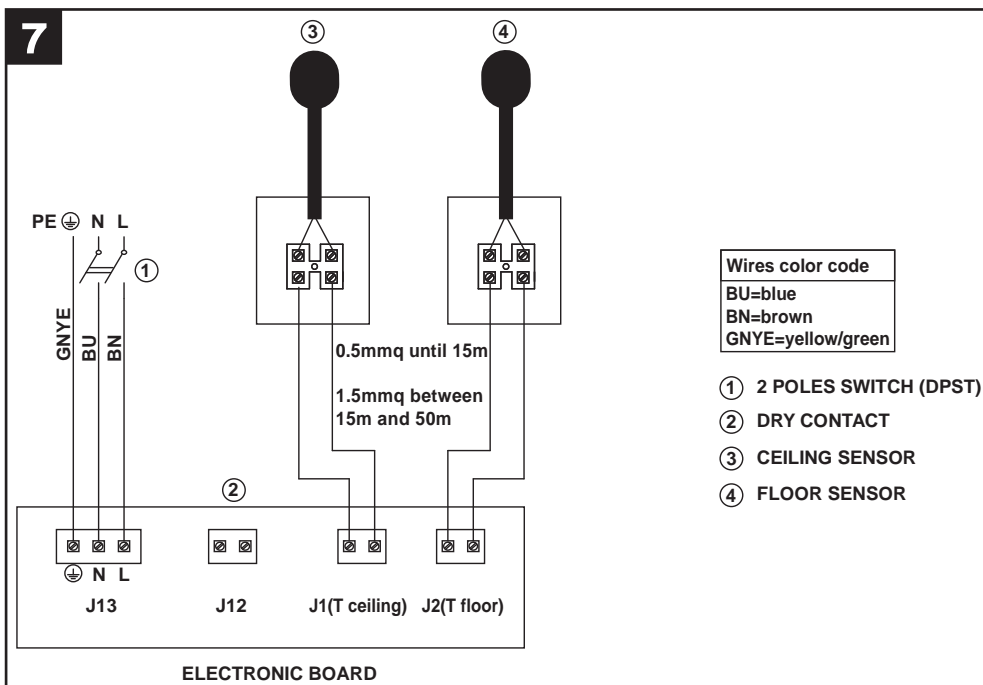 7
3
4
PE N L
1
GNYE
BU
BN
0.5mmq until 15m
1.5mmq between
15m and 50m
2
N L
J13
J12
J1(T ceiling)
J2(T floor)
ELECTRONIC BOARD
Wires color code
BU=blue
BN=brown
GNYE=yellow/green
1 2 POLES SWITCH (DPST)
2 DRY CONTACT
3 CEILING SENSOR
4 FLOOR SENSOR